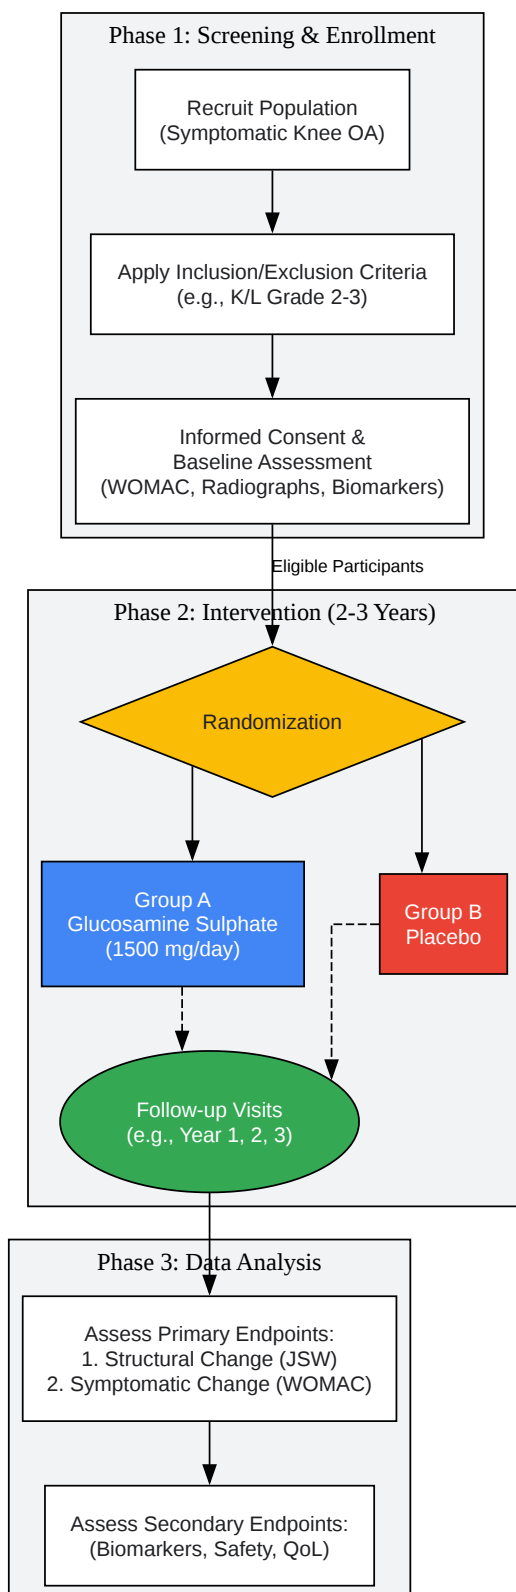 Phase 1: Screening & Enrollment
Recruit Population
(Symptomatic Knee OA)
Apply Inclusion/Exclusion Criteria
(e.g., K/L Grade 2-3)
Informed Consent &
Baseline Assessment
(WOMAC, Radiographs, Biomarkers)
Eligible Participants
Phase 2: Intervention (2-3 Years)
Randomization
Group A
Glucosamine Sulphate
(1500 mg/day)
Group B
Placebo
Follow-up Visits
(e.g., Year 1, 2, 3)
Phase 3: Data Analysis
Assess Primary Endpoints:
1. Structural Change (JSW)
2. Symptomatic Change (WOMAC)
Assess Secondary Endpoints:
(Biomarkers, Safety, QoL)